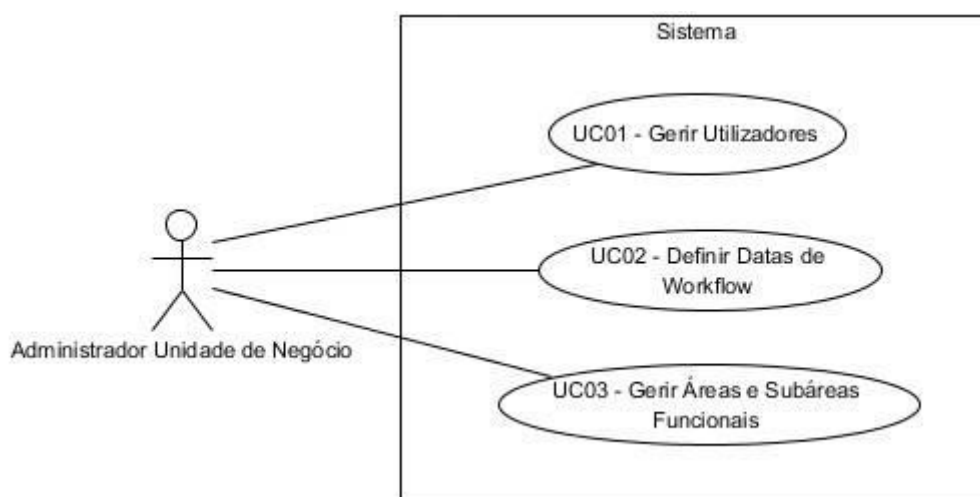 Sistema
UC01 - Gerir Utilizadores
UC02 - Definir Datas de
Workflow
Administrador Unidade de Negócio
UC03 - Gerir Áreas e Subáreas
Funcionais